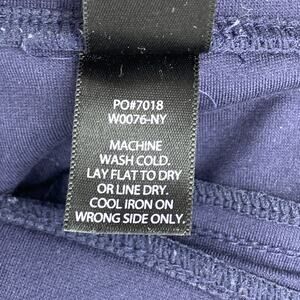 PO#7018
W0076-NY
MACHINE
WASH COLD.
LAY FLAT TO DRY
OR LINE DRY.
COOL IRON ON
WRONG SIDE ONLY.